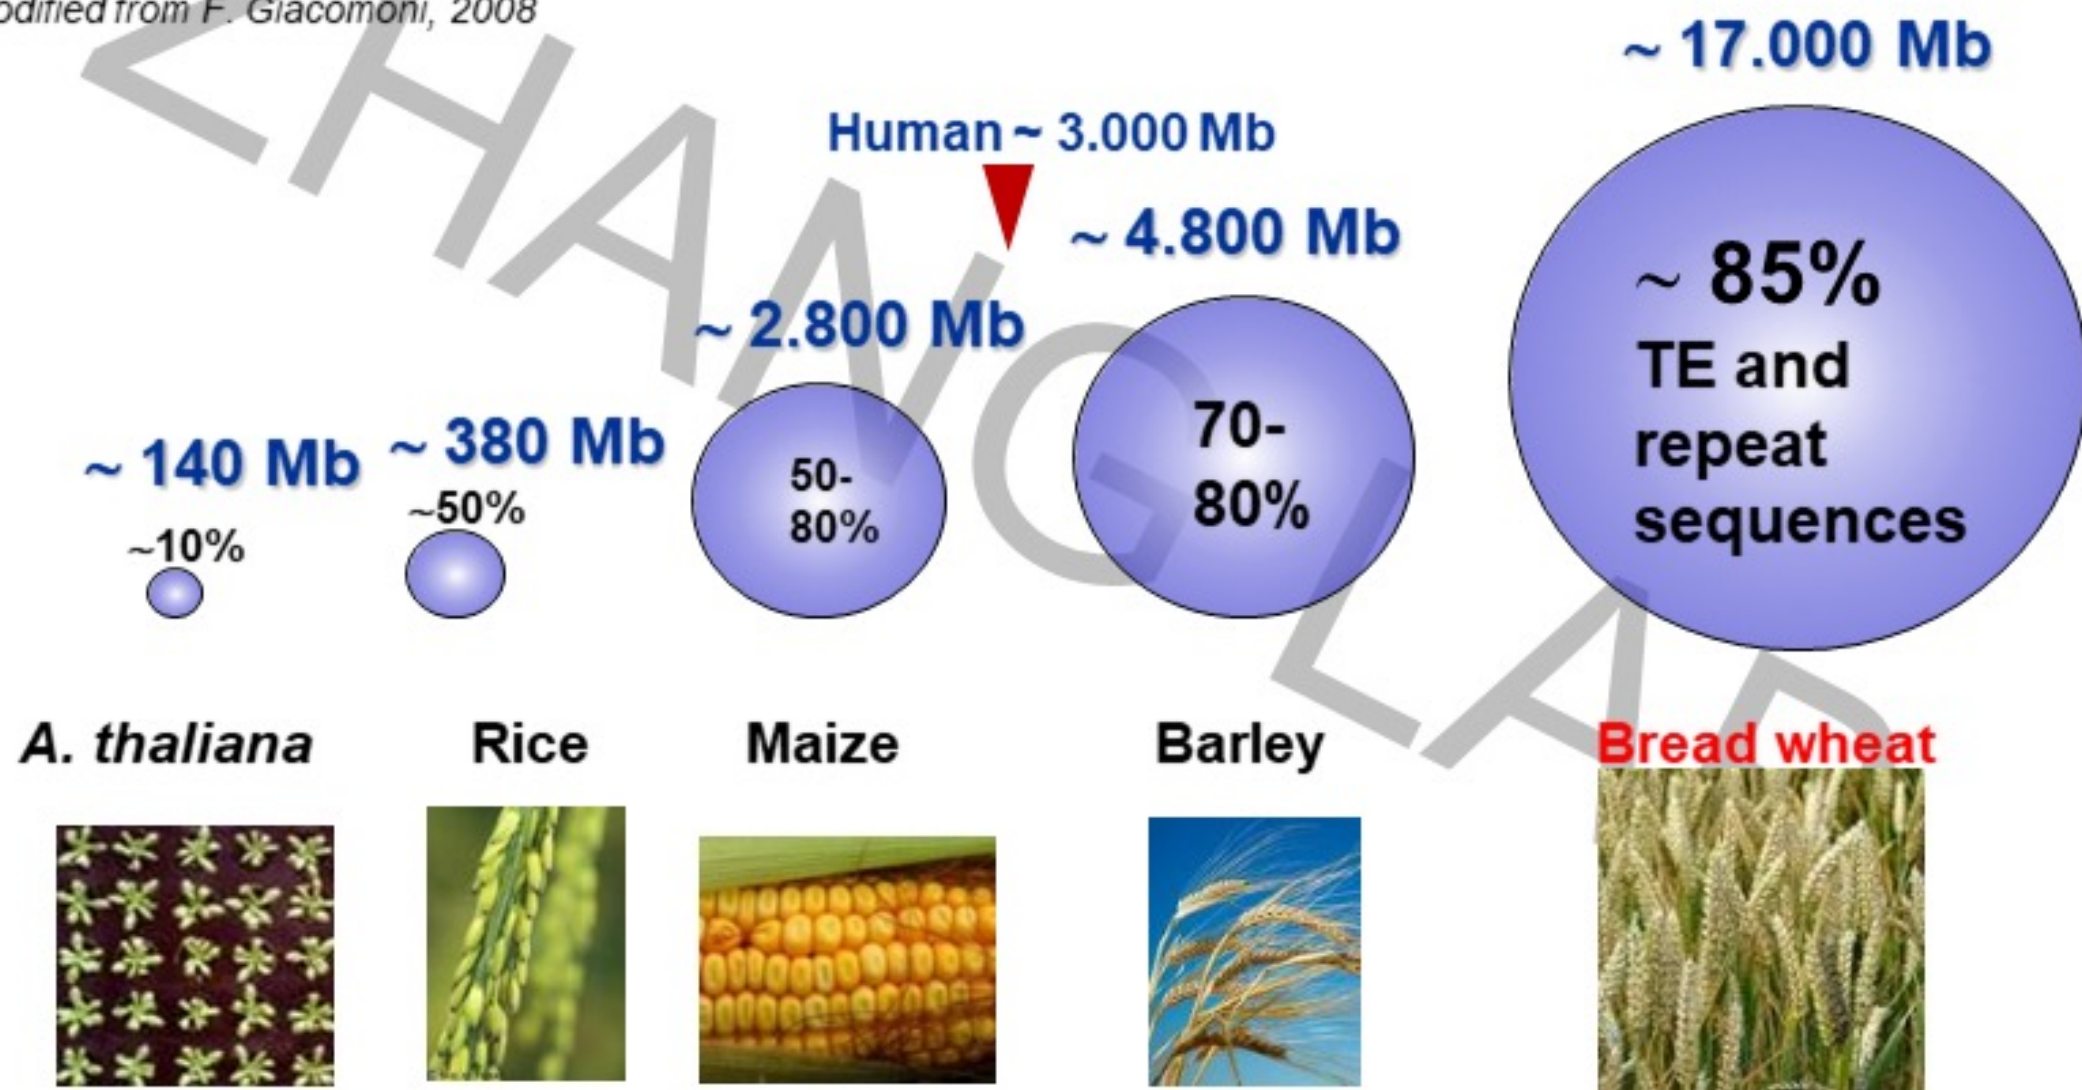 from F. Giacomoni, 2008
~ 17.000 Mb
Human ~ 3.000 Mb
~ 4.800 Mb
~ 2.800 Mb
~ 140 Mb
~ 380 Mb
~10%
~50%
50-
80%
70-
80%
~ 85%
TE and
repeat
sequences
A. thaliana
Rice
Maize
Barley
Bread wheat
ZHANG LAB